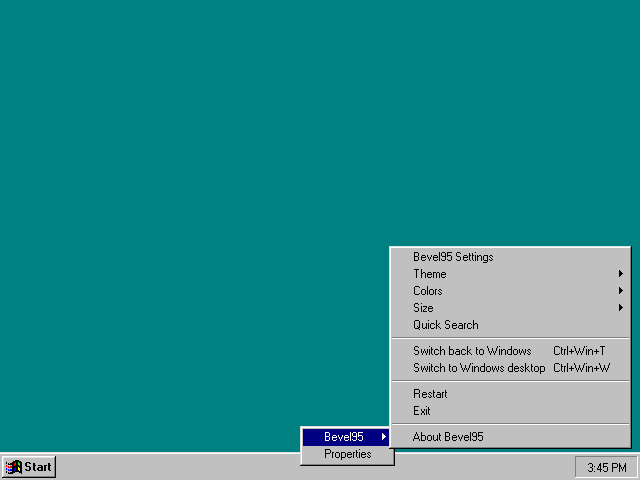 Bevel95 Settings
Theme
Colors
Size
Quick Search
Switch back to Windows Ctrl+Win+T
Switch to Windows desktop Ctrl+Win+W
Restart
Exit
About Bevel95
Bevel95
Properties
Start
3:45 PM